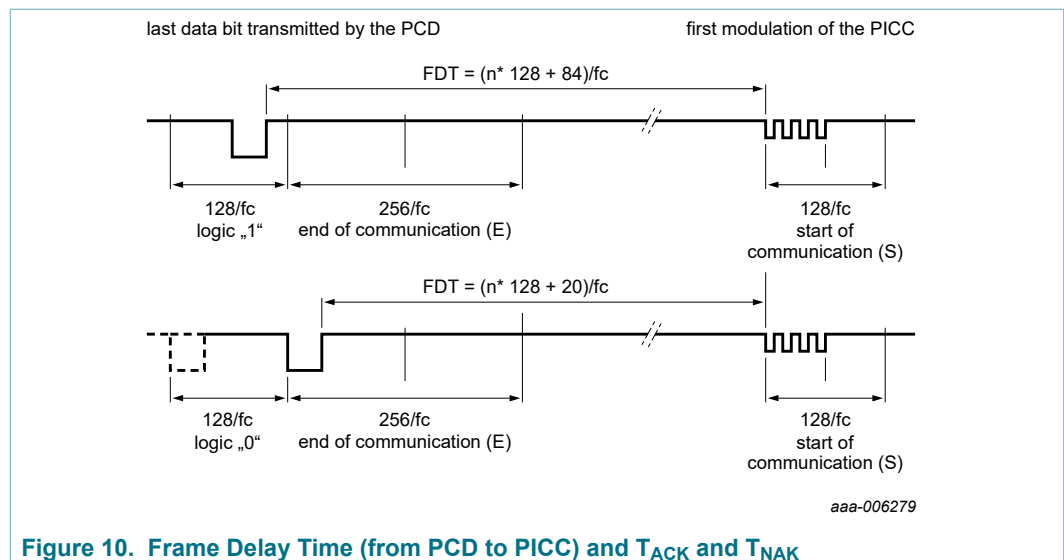 last data bit transmitted by the PCD
first modulation of the PICC
FDT = (n* 128 + 84)/fc
128/fc
logic „1“
256/fc
end of communication (E)
128/fc
start of
communication (S)
FDT = (n* 128 + 20)/fc
128/fc
logic „0“
256/fc
end of communication (E)
128/fc
start of
communication (S)
aaa-006279
Figure 10. Frame Delay Time (from PCD to PICC) and TACK and TNAK